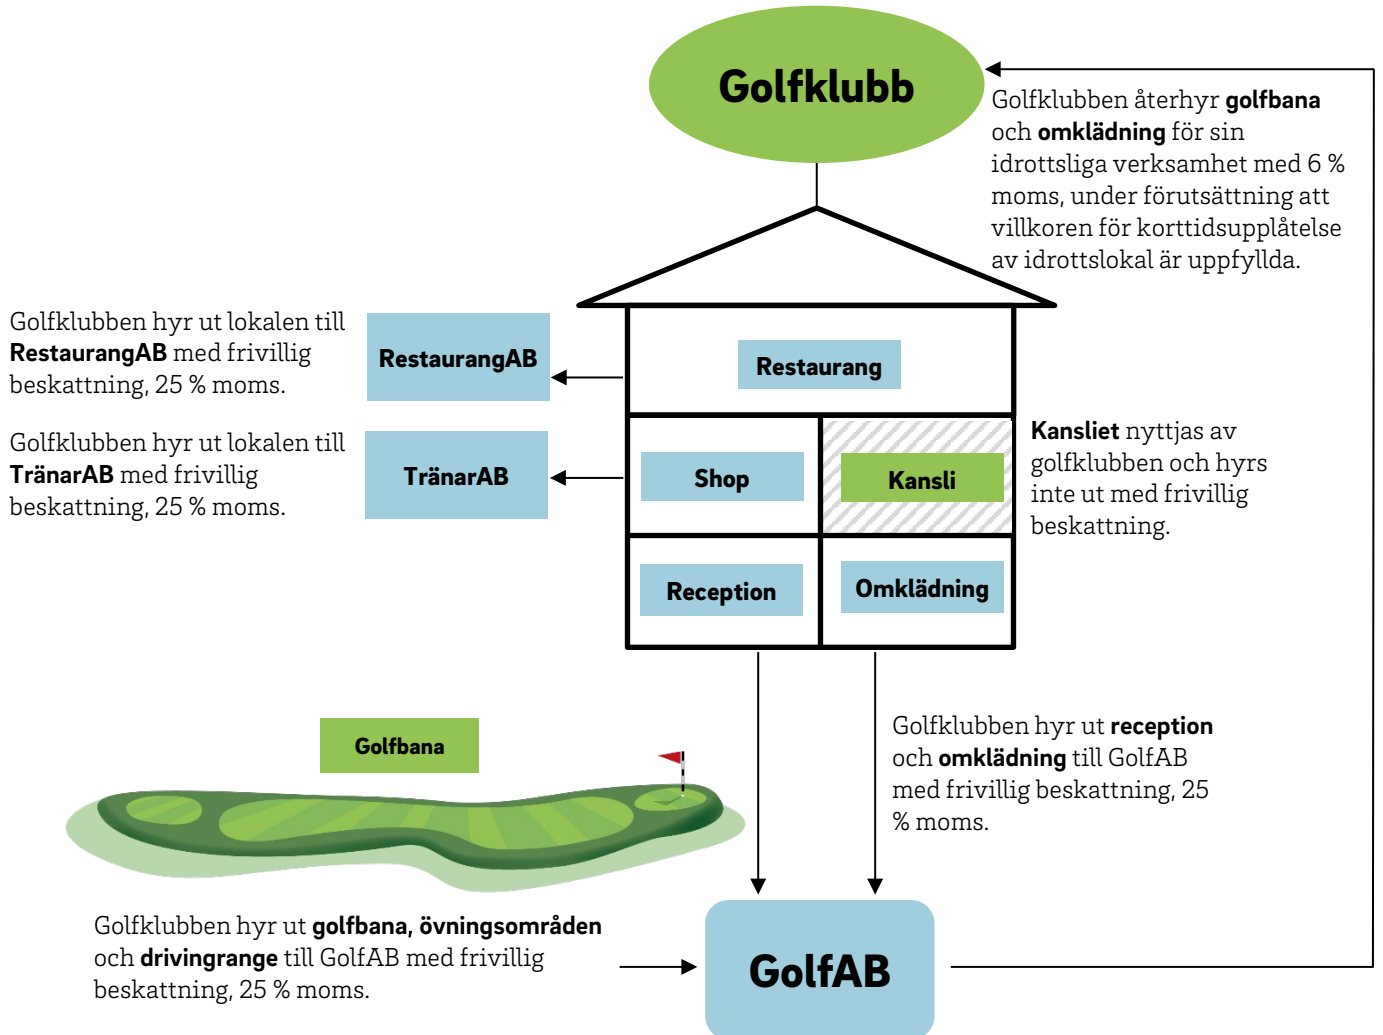 Golfklubb
Golfklubben återhyr golfbana
och omklädning för sin
idrottsliga verksamhet med 6 %
moms, under förutsättning att
villkoren för korttidsupplåtelse
av idrottslokal är uppfyllda.
Golfklubben hyr ut lokalen till
RestaurangAB med frivillig
beskattning, 25 % moms.
RestaurangAB
Restaurang
Golfklubben hyr ut lokalen till
TränarAB med frivillig
beskattning, 25 % moms.
TränarAB
Shop
Kansli
Kansliet nyttjas av
golfklubben och hyrs
inte ut med frivillig
beskattning.
Reception
Omklädning
Golfbana
Golfklubben hyr ut reception
och omklädning till GolfAB
med frivillig beskattning, 25
% moms.
Golfklubben hyr ut golfbana, övningsområden
och drivingrange till GolfAB med frivillig
beskattning, 25 % moms.
GolfAB